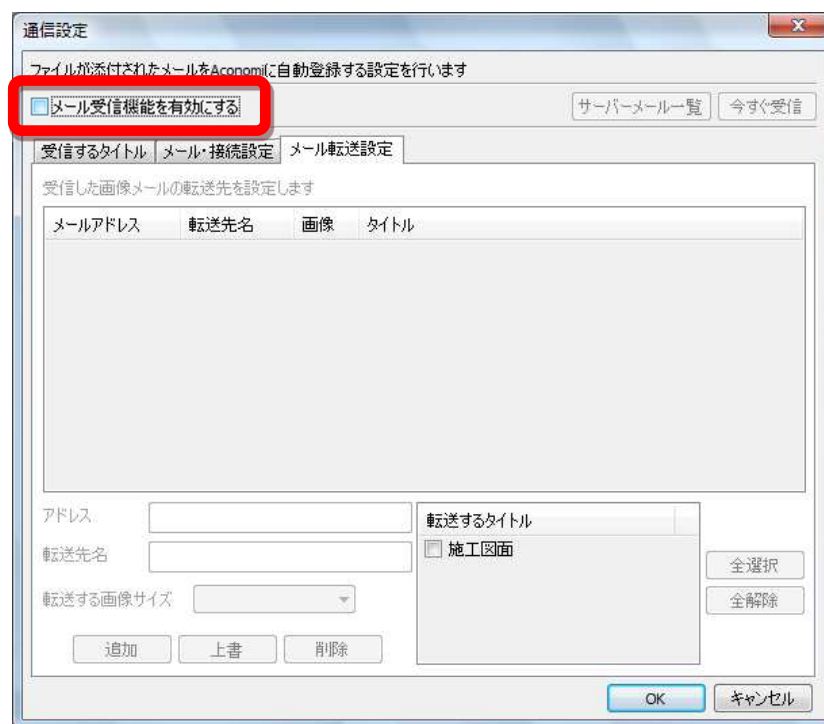 通信設定
ファイルが添付されたメールをAconomiに自動登録する設定を行います
メール受信機能を有効にする
サーバーメール一覧 今すぐ受信
受信するタイトル メール・接続設定 メール転送設定
受信した画像メールの転送先を設定します
メールアドレス 転送先名 画像 タイトル
アドレス
転送するタイトル
施工図面
転送先名
全選択
転送する画像サイズ
全解除
追加 上書 削除
OK キャンセル